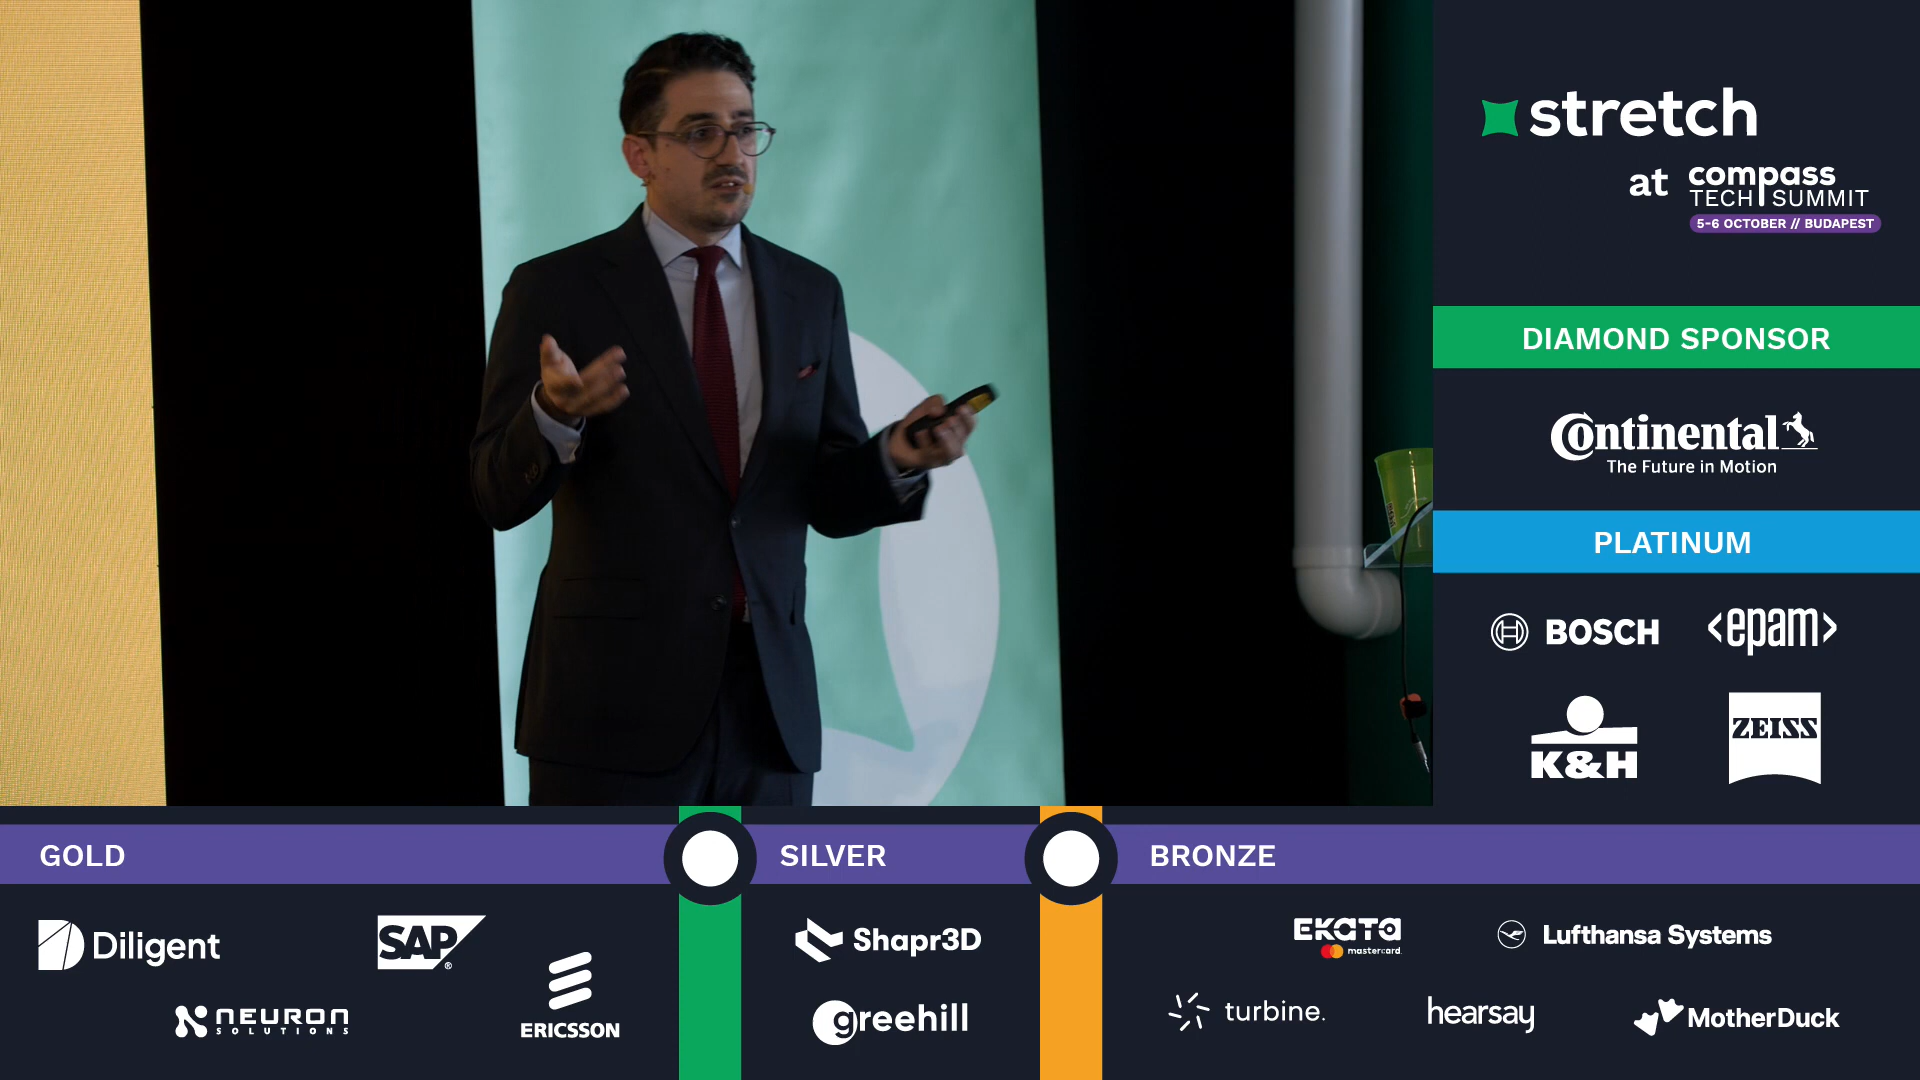 stretch
at
compass
TECH SUMMIT
5-6 OCTOBER // BUDAPEST
DIAMOND SPONSOR
Continental
The Future in Motion
PLATINUM
BOSCH
<epam>
K&H
ZEISS
GOLD
Diligent
SAP
®
NEURON
SOLUTIONS
ERICSSON
SILVER
Shapr3D
greehill
BRONZE
EKATA
mastercard.
Lufthansa Systems
turbine.
hearsay
MotherDuck